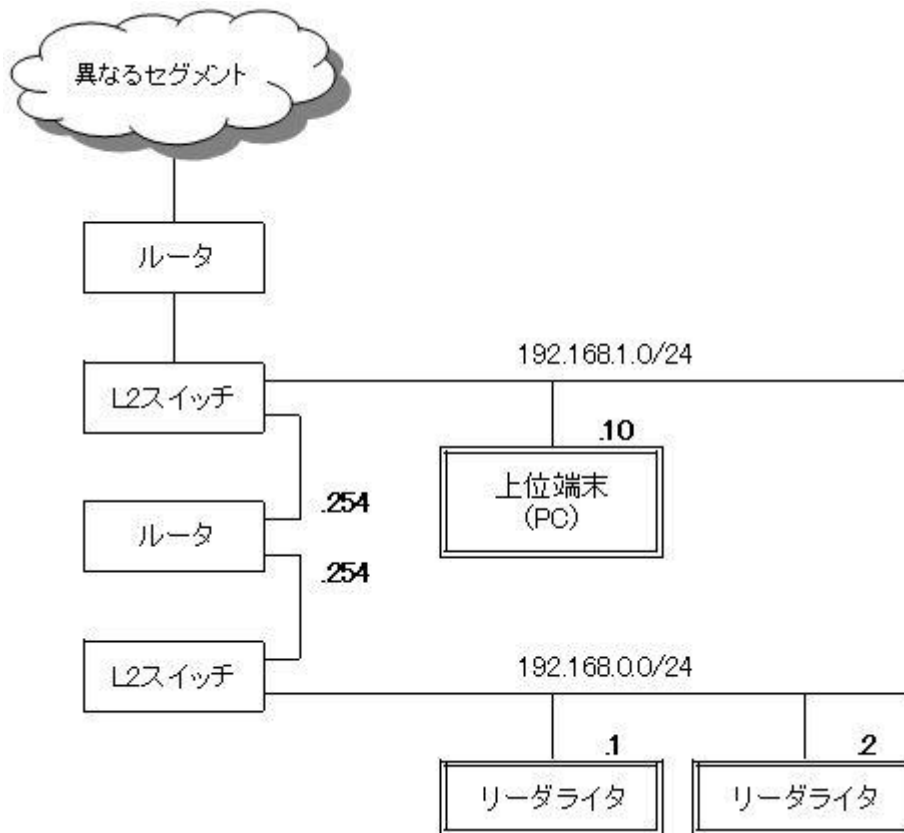 異なるセグメント
ルータ
192.168.1.0/24
L2スイッチ
.10
上位端末
(PC)
.254
ルータ
.254
192.168.0.0/24
L2スイッチ
.1
.2
リーダライタ
リーダライタ